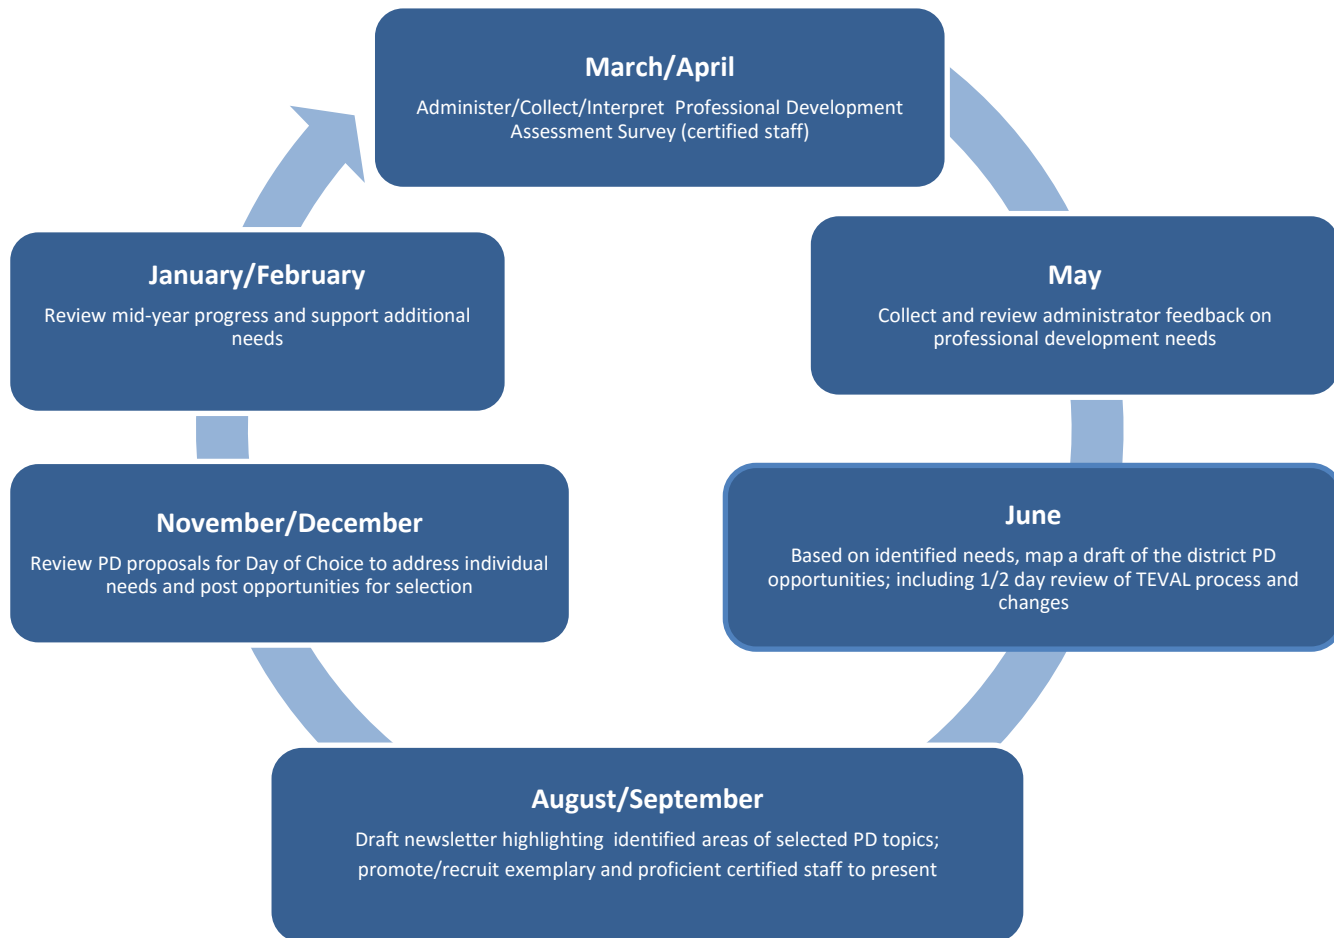 March/April
Administer/Collect/Interpret  Professional Development
Assessment Survey (certified staff)
May
Collect and review administrator feedback on
professional development needs
June
Based on identified needs, map a draft of the district PD
opportunities; including 1/2 day review of TEVAL process and
changes
August/September
Draft newsletter highlighting  identified areas of selected PD topics;
promote/recruit exemplary and proficient certified staff to present
November/December
Review PD proposals for Day of Choice to address individual
needs and post opportunities for selection
January/February
Review mid-year progress and support additional
needs